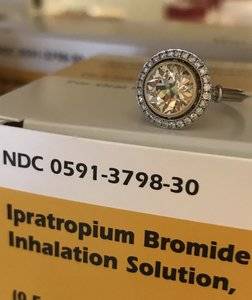 NDC 0591-3798-30
Ipratropium Bromide
Inhalation Solution,